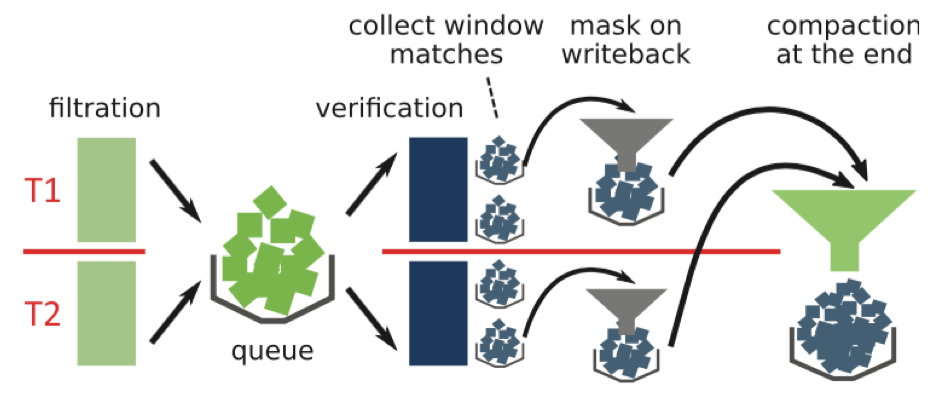 collect window
matches
mask on
writeback
compaction
at the end
filtration
verification
T1
T2
queue